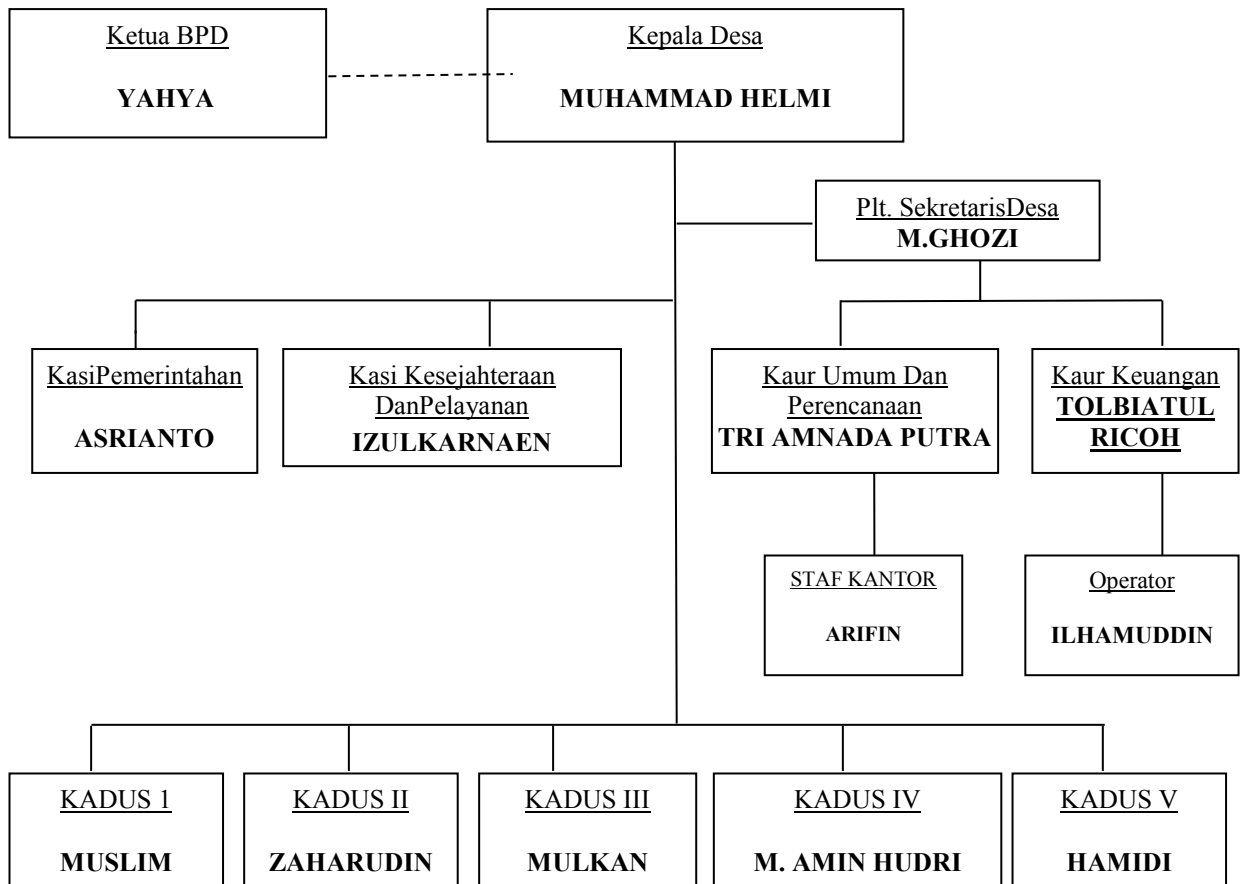 Ketua BPD
YAHYA
Kepala Desa
MUHAMMAD HELMI
Plt. SekretarisDesa
M.GHOZI
KasiPemerintahan
ASRIANTO
Kasi Kesejahteraan
DanPelayanan
IZULKARNAEN
Kaur Umum Dan
Perencanaan
TRI AMNADA PUTRA
Kaur Keuangan
TOLBIATUL
RICOH
STAF KANTOR
ARIFIN
Operator
ILHAMUDDIN
KADUS 1
MUSLIM
KADUS II
ZAHARUDIN
KADUS III
MULKAN
KADUS IV
M. AMIN HUDRI
KADUS V
HAMIDI